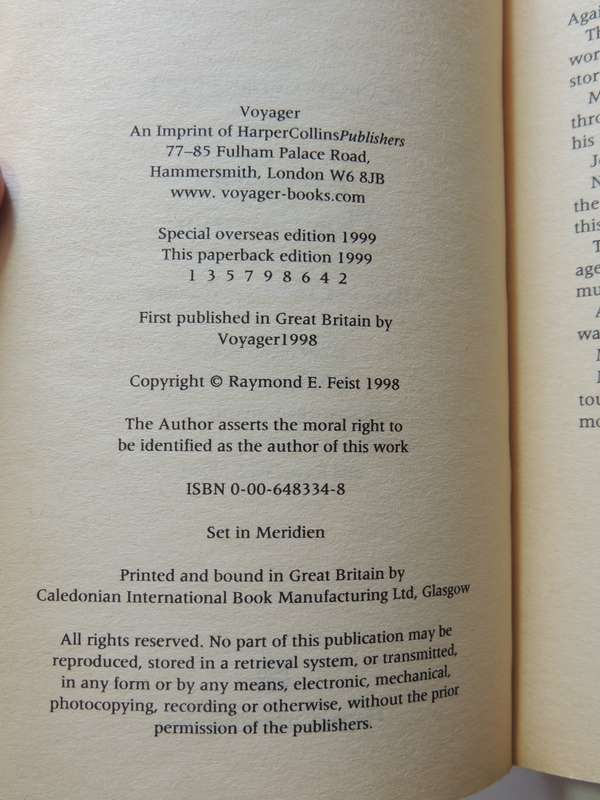 Voyager
An Imprint of HarperCollinsPublishers
77–85 Fulham Palace Road,
Hammersmith, London W6 8JB
www. voyager-books.com
Special overseas edition 1999
This paperback edition 1999
1 3 5 7 9 8 6 4 2
First published in Great Britain by
Voyager1998
Copyright © Raymond E. Feist 1998
The Author asserts the moral right to
be identified as the author of this work
ISBN 0-00-648334-8
Set in Meridien
Printed and bound in Great Britain by
Caledonian International Book Manufacturing Ltd, Glasgow
All rights reserved. No part of this publication may be
reproduced, stored in a retrieval system, or transmitted,
in any form or by any means, electronic, mechanical,
photocopying, recording or otherwise, without the prior
permission of the publishers.